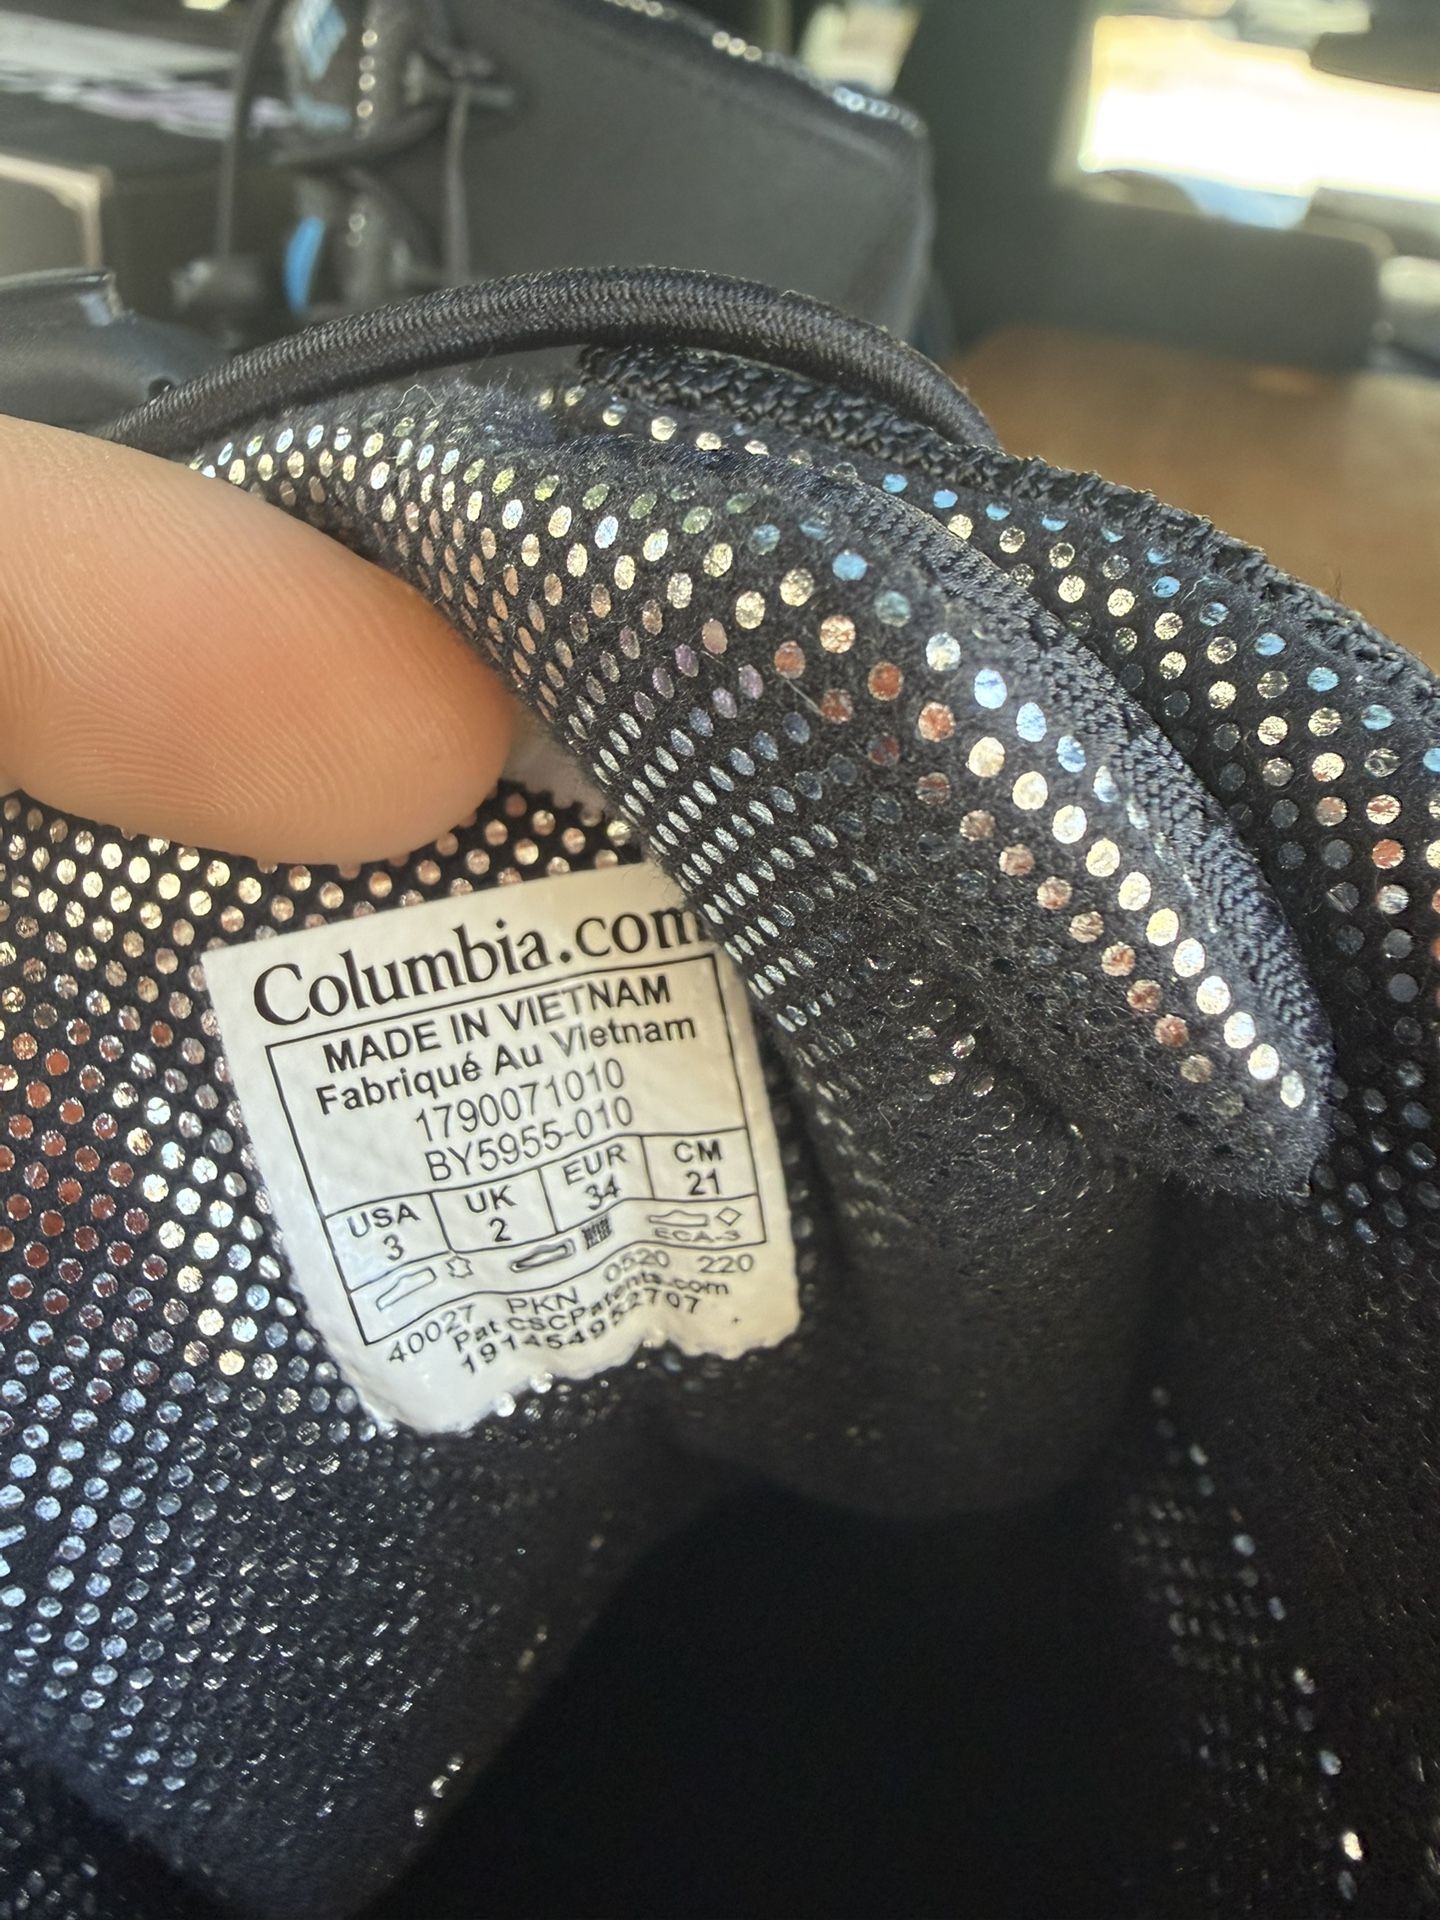 Columbia.com
MADE IN VIETNAM
Fabriqué Au Vietnam
1790071010
BY5955-010
USA UK EUR CM
3 2 34 21
ECA-3
40027 PKN 0520 220
Pat CSCPatents.com
191454952707